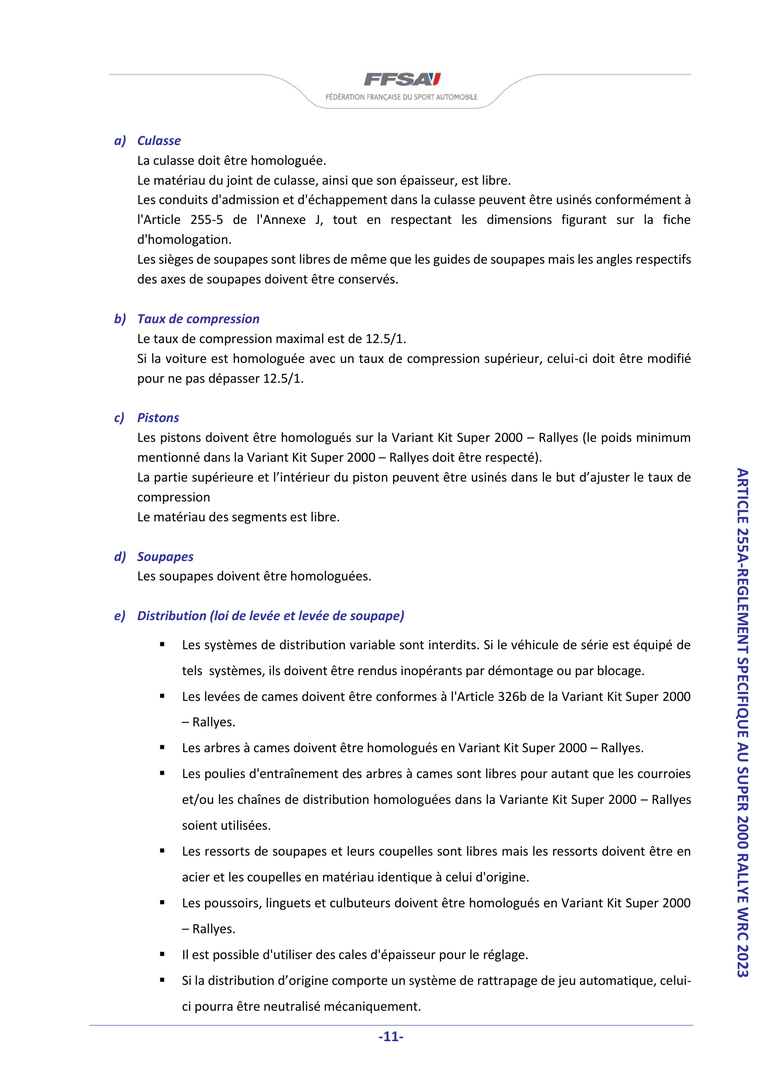 FFSA
FÉDÉRATION FRANÇAISE DU SPORT AUTOMOBILE
a) Culasse
La culasse doit être homologuée.
Le matériau du joint de culasse, ainsi que son épaisseur, est libre.
Les conduits d'admission et d'échappement dans la culasse peuvent être usinés conformément à
l'Article 255-5 de l'Annexe J, tout en respectant les dimensions figurant sur la fiche
d'homologation.
Les sièges de soupapes sont libres de même que les guides de soupapes mais les angles respectifs
des axes de soupapes doivent être conservés.
b) Taux de compression
Le taux de compression maximal est de 12.5/1.
Si la voiture est homologuée avec un taux de compression supérieur, celui-ci doit être modifié
pour ne pas dépasser 12.5/1.
c) Pistons
Les pistons doivent être homologués sur la Variant Kit Super 2000 – Rallyes (le poids minimum
mentionné dans la Variant Kit Super 2000 – Rallyes doit être respecté).
La partie supérieure et l’intérieur du piston peuvent être usinés dans le but d’ajuster le taux de
compression
Le matériau des segments est libre.
d) Soupapes
Les soupapes doivent être homologuées.
e) Distribution (loi de levée et levée de soupape)
▪ Les systèmes de distribution variable sont interdits. Si le véhicule de série est équipé de
tels systèmes, ils doivent être rendus inopérants par démontage ou par blocage.
▪ Les levées de cames doivent être conformes à l'Article 326b de la Variant Kit Super 2000
– Rallyes.
▪ Les arbres à cames doivent être homologués en Variant Kit Super 2000 – Rallyes.
▪ Les poulies d'entraînement des arbres à cames sont libres pour autant que les courroies
et/ou les chaînes de distribution homologuées dans la Variante Kit Super 2000 – Rallyes
soient utilisées.
▪ Les ressorts de soupapes et leurs coupelles sont libres mais les ressorts doivent être en
acier et les coupelles en matériau identique à celui d'origine.
▪ Les poussoirs, linguets et culbuteurs doivent être homologués en Variant Kit Super 2000
– Rallyes.
▪ Il est possible d'utiliser des cales d'épaisseur pour le réglage.
▪ Si la distribution d’origine comporte un système de rattrapage de jeu automatique, celui-
ci pourra être neutralisé mécaniquement.
ARTICLE 255A-REGLEMENT SPECIFIQUE AU SUPER 2000 RALLYE WRC 2023
-11-